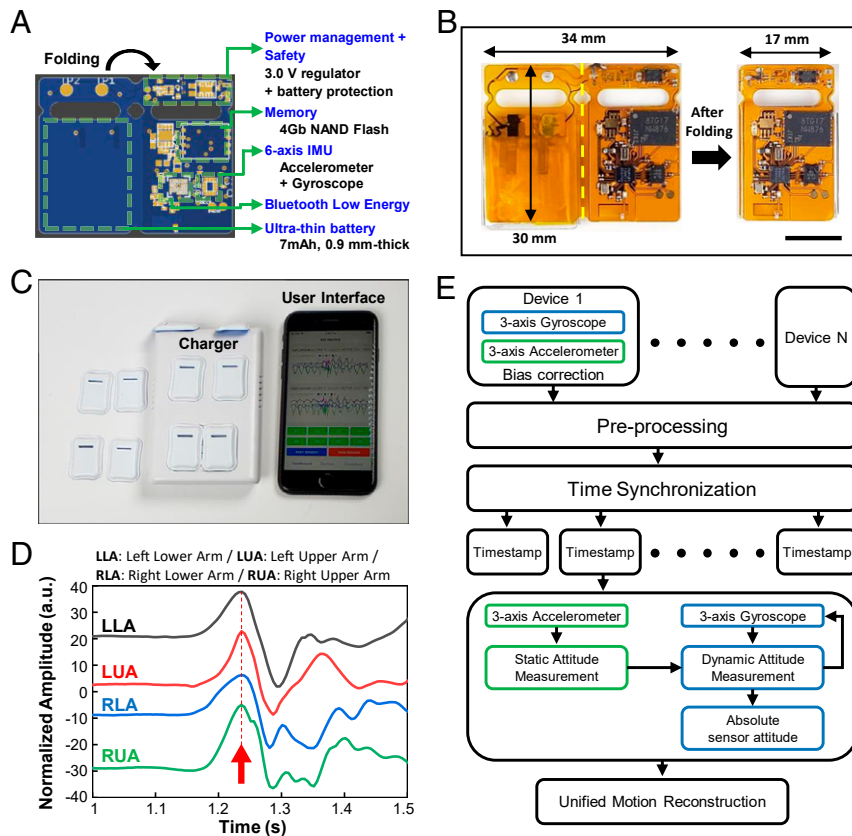 A
Folding
TP2 TP1
Power management +
Safety
3.0 V regulator
+ battery protection
Memory
4Gb NAND Flash
6-axis IMU
Accelerometer
+ Gyroscope
Bluetooth Low Energy
Ultra-thin battery
7mAh, 0.9 mm-thick
B
34 mm
17 mm
30 mm
After
Folding
8TG17
NW876
8TG17
NW876
C
Charger
User Interface
D
LLA: Left Lower Arm / LUA: Left Upper Arm /
RLA: Right Lower Arm / RUA: Right Upper Arm
Normalized Amplitude (a.u.)
40
30
20
10
0
-10
-20
-30
-40
LLA
LUA
RLA
RUA
1 1.1 1.2 1.3 1.4 1.5
Time (s)
E
Device 1
3-axis Gyroscope
3-axis Accelerometer
Bias correction
Device N
Pre-processing
Time Synchronization
Timestamp Timestamp Timestamp
3-axis Accelerometer
3-axis Gyroscope
Static Attitude
Measurement
Dynamic Attitude
Measurement
Absolute
sensor attitude
Unified Motion Reconstruction